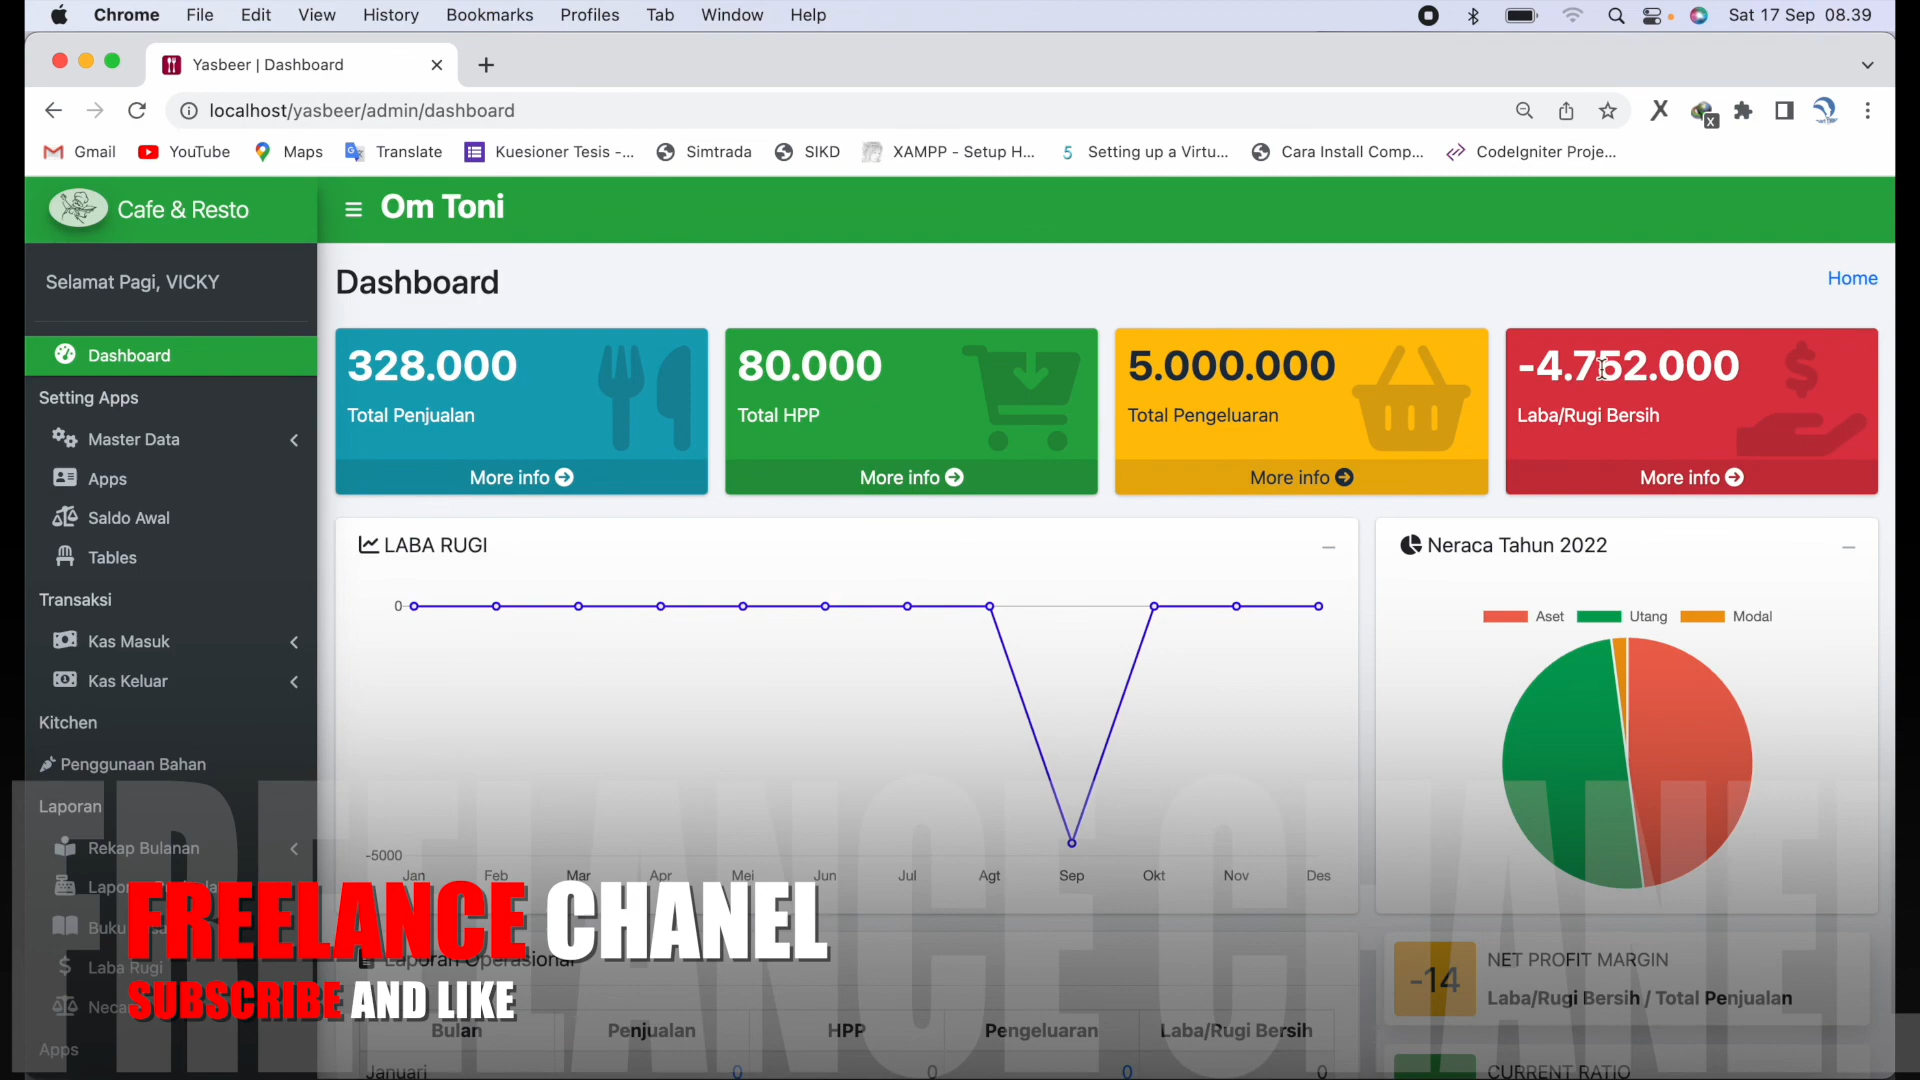 Chrome File Edit View History Bookmarks Profiles Tab Window Help Sat 17 Sep 08.39
Yasbeer | Dashboard
localhost/yasbeer/admin/dashboard
Gmail YouTube Maps Translate Kuesioner Tesis -... Simtrada SIKD XAMPP - Setup H... 5 Setting up a Virtu... Cara Install Comp... CodeIgniter Proje...
Cafe & Resto
Om Toni
Selamat Pagi, VICKY
Dashboard
Home
Dashboard
Setting Apps
Master Data
Apps
Saldo Awal
Tables
Transaksi
Kas Masuk
Kas Keluar
Kitchen
Penggunaan Bahan
Laporan
Rekap Bulanan
Buku
Laba Rugi
Apps
328.000
Total Penjualan
More info
80.000
Total HPP
More info
5.000.000
Total Pengeluaran
More info
-4.752.000
Laba/Rugi Bersih
More info
LABA RUGI
0
-5000
Jan Feb Mar Apr Mei Jun Jul Agt Sep Okt Nov Des
Neraca Tahun 2022
Aset Utang Modal
FREELANCE CHANEL
FREELANCE CHANEL
SUBSCRIBE AND LIKE
Laporan Operasional
Bulan Penjualan HPP Pengeluaran Laba/Rugi Bersih
Januari 0 0 0 0
-14
NET PROFIT MARGIN
Laba/Rugi Bersih / Total Penjualan
CURRENT RATIO